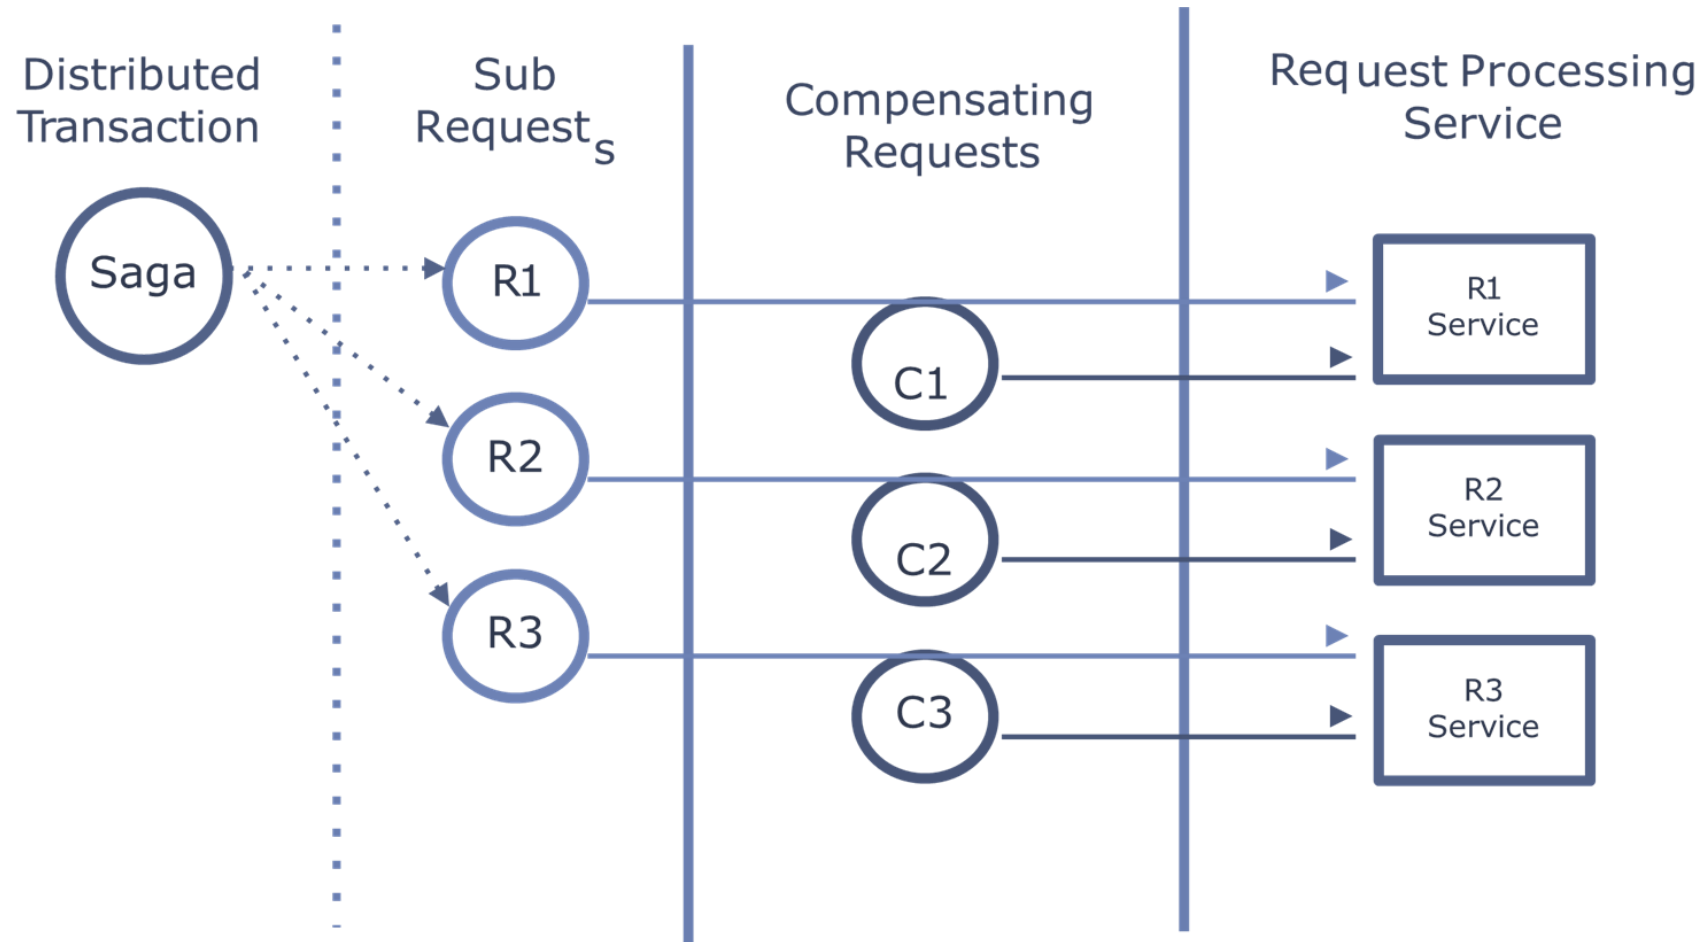 Distributed
Transaction
Sub
Requests
Compensating
Requests
Request Processing
Service
Saga
R1
R2
R3
C1
C2
C3
R1
Service
R2
Service
R3
Service